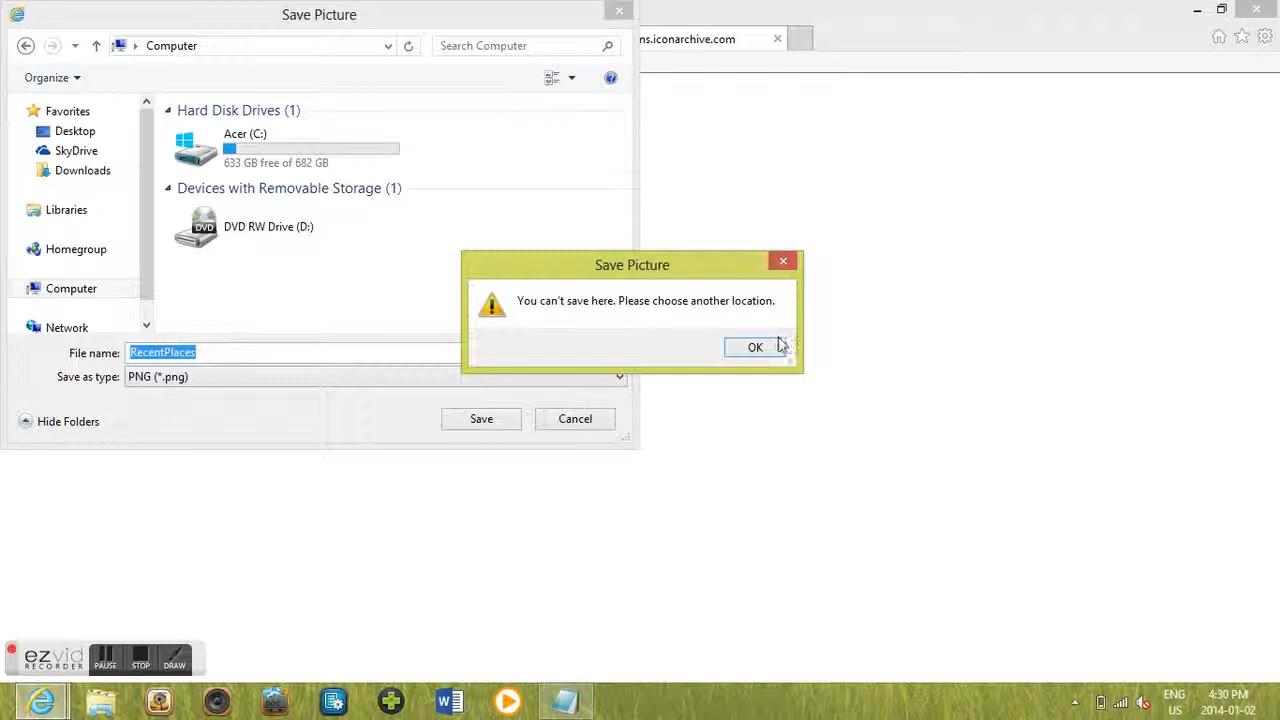 Save Picture
Computer
Search Computer
ns.iconarchive.com
Organize
Favorites
Desktop
SkyDrive
Downloads
Libraries
Homegroup
Computer
Network
Hard Disk Drives (1)
Acer (C:)
633 GB free of 682 GB
Devices with Removable Storage (1)
DVD
DVD RW Drive (D:)
Save Picture
You can't save here. Please choose another location.
OK
File name: RecentPlaces
Save as type: PNG (*.png)
Hide Folders
Save
Cancel
ezvid
RECORDER
PAUSE
STOP
DRAW
DOC
W
ENG
US
4:30 PM
2014-01-02